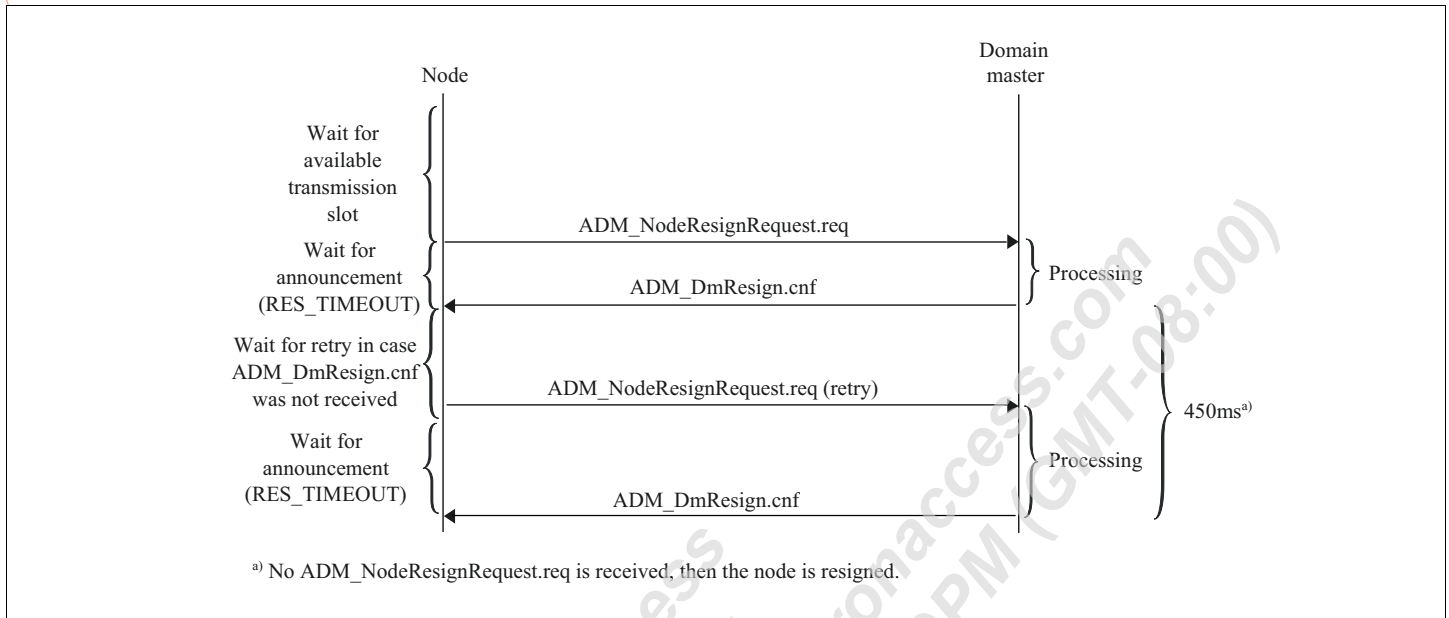 Node
Domain
master
Wait for
available
transmission
slot
ADM_NodeResignRequest.req
Wait for
announcement
(RES_TIMEOUT)
Processing
ADM_DmResign.cnf
Wait for retry in case
ADM_DmResign.cnf
was not received
ADM_NodeResignRequest.req (retry)
450ms a)
Wait for
announcement
(RES_TIMEOUT)
Processing
ADM_DmResign.cnf
a) No ADM_NodeResignRequest.req is received, then the node is resigned.